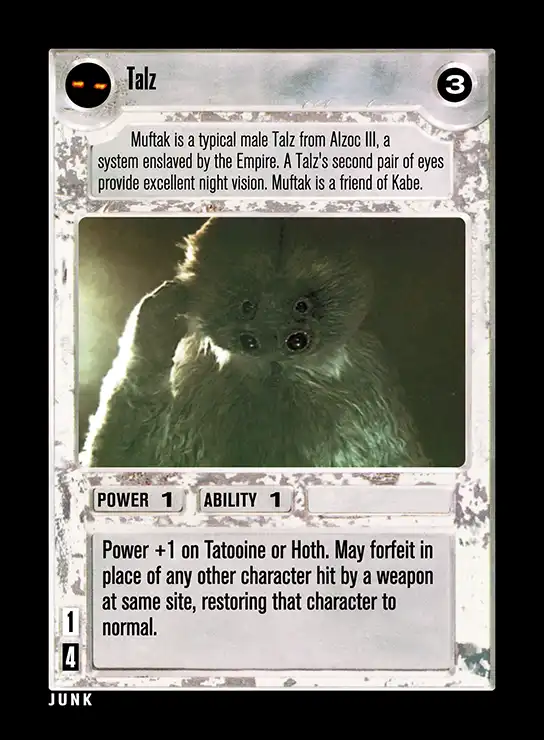 Talz
3
Muftak is a typical male Talz from Alzoc III, a
system enslaved by the Empire. A Talz's second pair of eyes
provide excellent night vision. Muftak is a friend of Kabe.
POWER 1 ABILITY 1
Power +1 on Tatooine or Hoth. May forfeit in
place of any other character hit by a weapon
at same site, restoring that character to
normal.
1
4
JUNK